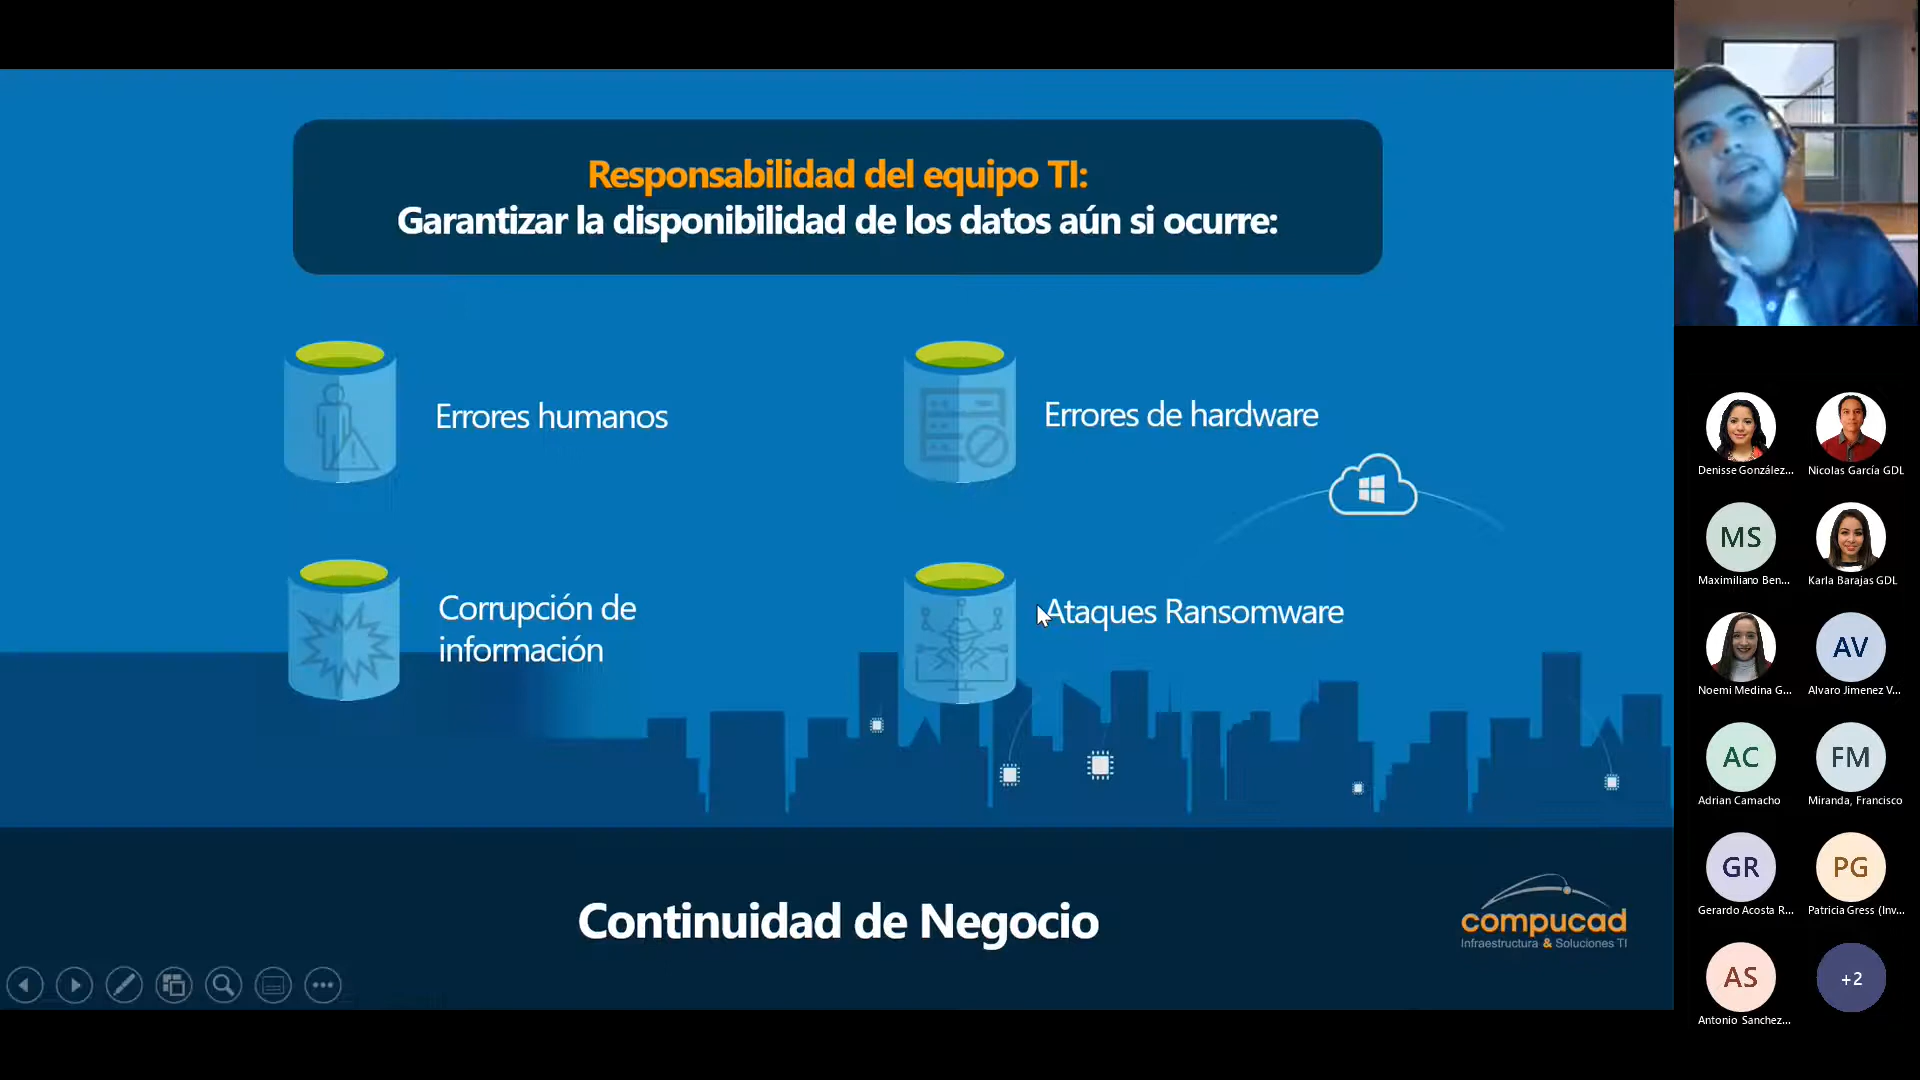 Responsabilidad del equipo TI:
Garantizar la disponibilidad de los datos aún si ocurre:
Errores humanos
Errores de hardware
Corrupción de
información
Ataques Ransomware
Continuidad de Negocio
compucad
Infraestructura & Soluciones TI
Denisse González...
Nicolas García GDL
MS
Maximiliano Ben...
Karla Barajas GDL
Noemi Medina G...
AV
Alvaro Jimenez V...
AC
Adrian Camacho
FM
Miranda, Francisco
GR
Gerardo Acosta R...
PG
Patricia Gress (Inv...
AS
Antonio Sanchez...
+2